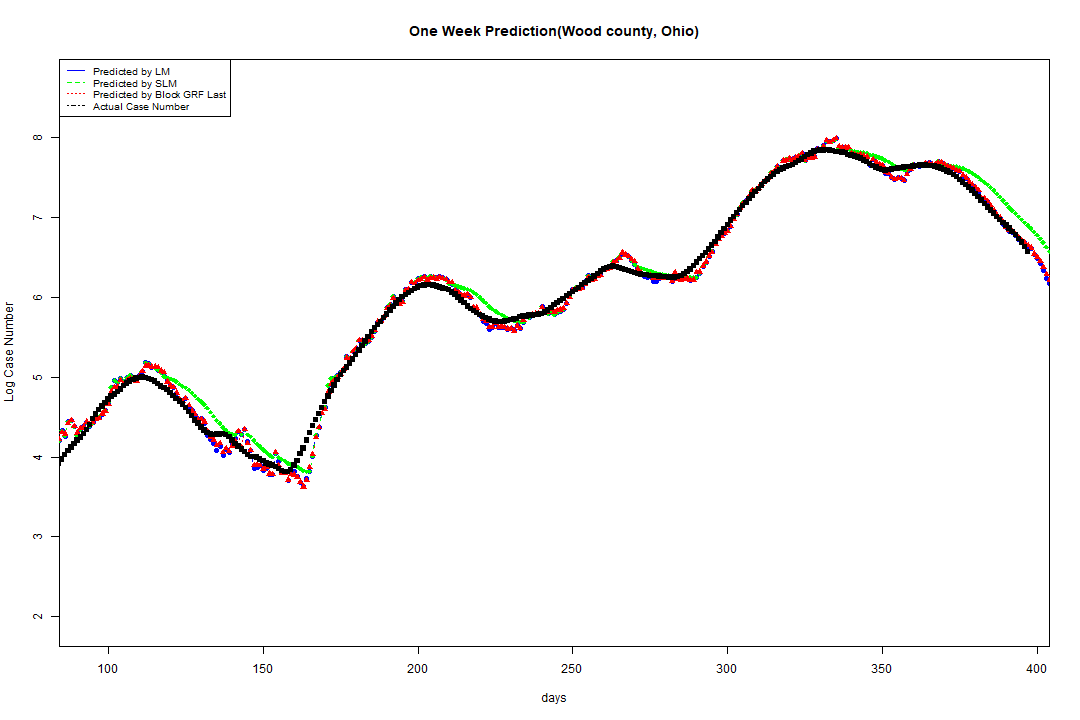 One Week Prediction(Wood county, Ohio)
Predicted by LM
Predicted by SLM
Predicted by Block GRF Last
Actual Case Number
8
7
6
5
4
3
2
Log Case Number
100 150 200 250 300 350 400
days